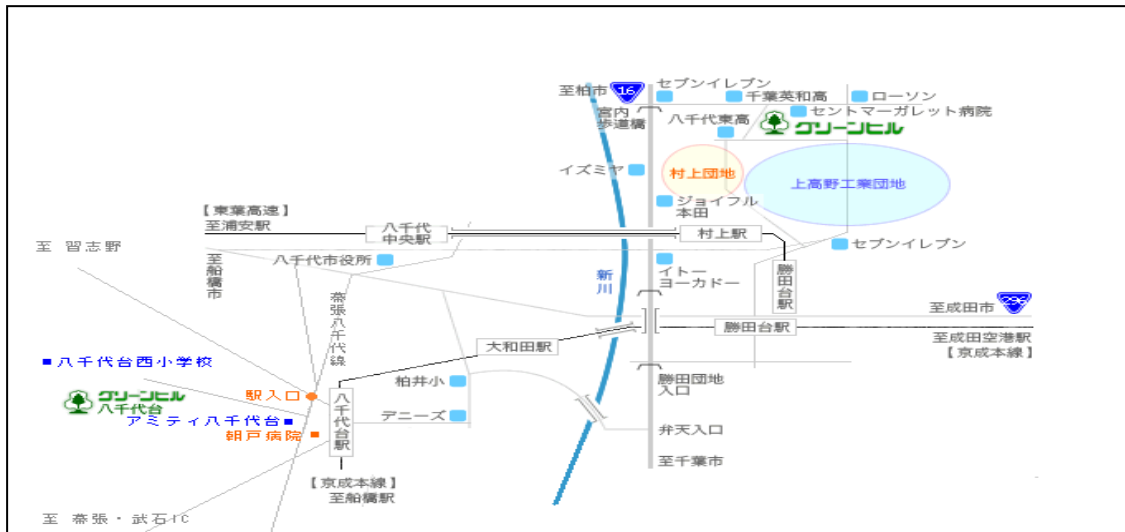 至柏市
16
セブンイレブン
千葉英和高
ローソン
宮内
歩道橋
八千代東高
セントマーガレット病院
グリーンヒル
イズミヤ
村上団地
上高野工業団地
ジョイフル
本田
【東葉高速】
至浦安駅
八千代
中央駅
村上駅
至 習志野
至船橋市
八千代市役所
新川
イトー
ヨーカドー
勝田台駅
セブンイレブン
幕張八千代線
至成田市
296
勝田台駅
至成田空港駅
【京成本線】
大和田駅
八千代台西小学校
柏井小
勝田団地
入口
グリーンヒル
八千代台
駅入口
八千代台駅
デニーズ
アミティ八千代台
朝戸病院
弁天入口
至千葉市
【京成本線】
至船橋駅
至 幕張・武石IC